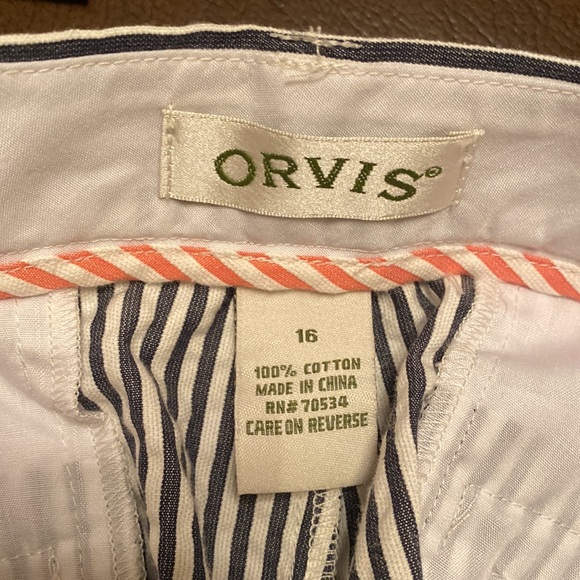 ORVIS®
16
100% COTTON
MADE IN CHINA
RN# 70534
CARE ON REVERSE